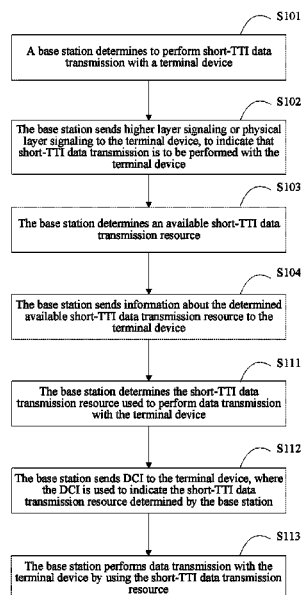 S101
A base station determines to perform short-TTI data
transmission with a terminal device
S102
The base station sends higher layer signaling or physical
layer signaling to the terminal device, to indicate that
short-TTI data transmission is to be performed with the
terminal device
S103
The base station determines an available short-TTI data
transmission resource
S104
The base station sends information about the determined
available short-TTI data transmission resource to the
terminal device
S111
The base station determines the short-TTI data
transmission resource used to perform data transmission
with the terminal device
S112
The base station sends DCI to the terminal device, where
the DCI is used to indicate the short-TTI data
transmission resource determined by the base station
S113
The base station performs data transmission with the
terminal device by using the short-TTI data transmission
resource